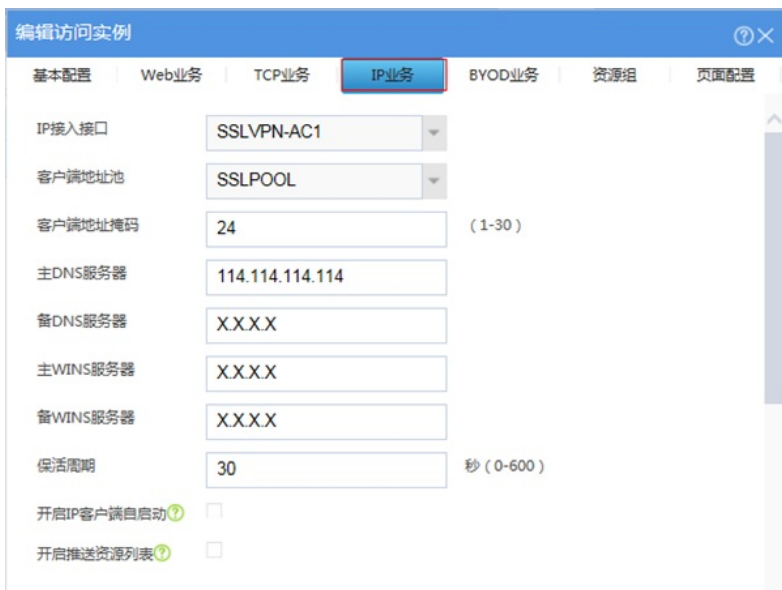 编辑访问实例
基本配置 Web业务 TCP业务 IP业务 BYOD业务 资源组 页面配置
IP接入接口 SSLVPN-AC1
客户端地址池 SSLPOOL
客户端地址掩码 24 (1-30)
主DNS服务器 114.114.114.114
备DNS服务器 X.X.X.X
主WINS服务器 X.X.X.X
备WINS服务器 X.X.X.X
保活周期 30 秒(0-600)
开启IP客户端自启动?
开启推送资源列表?